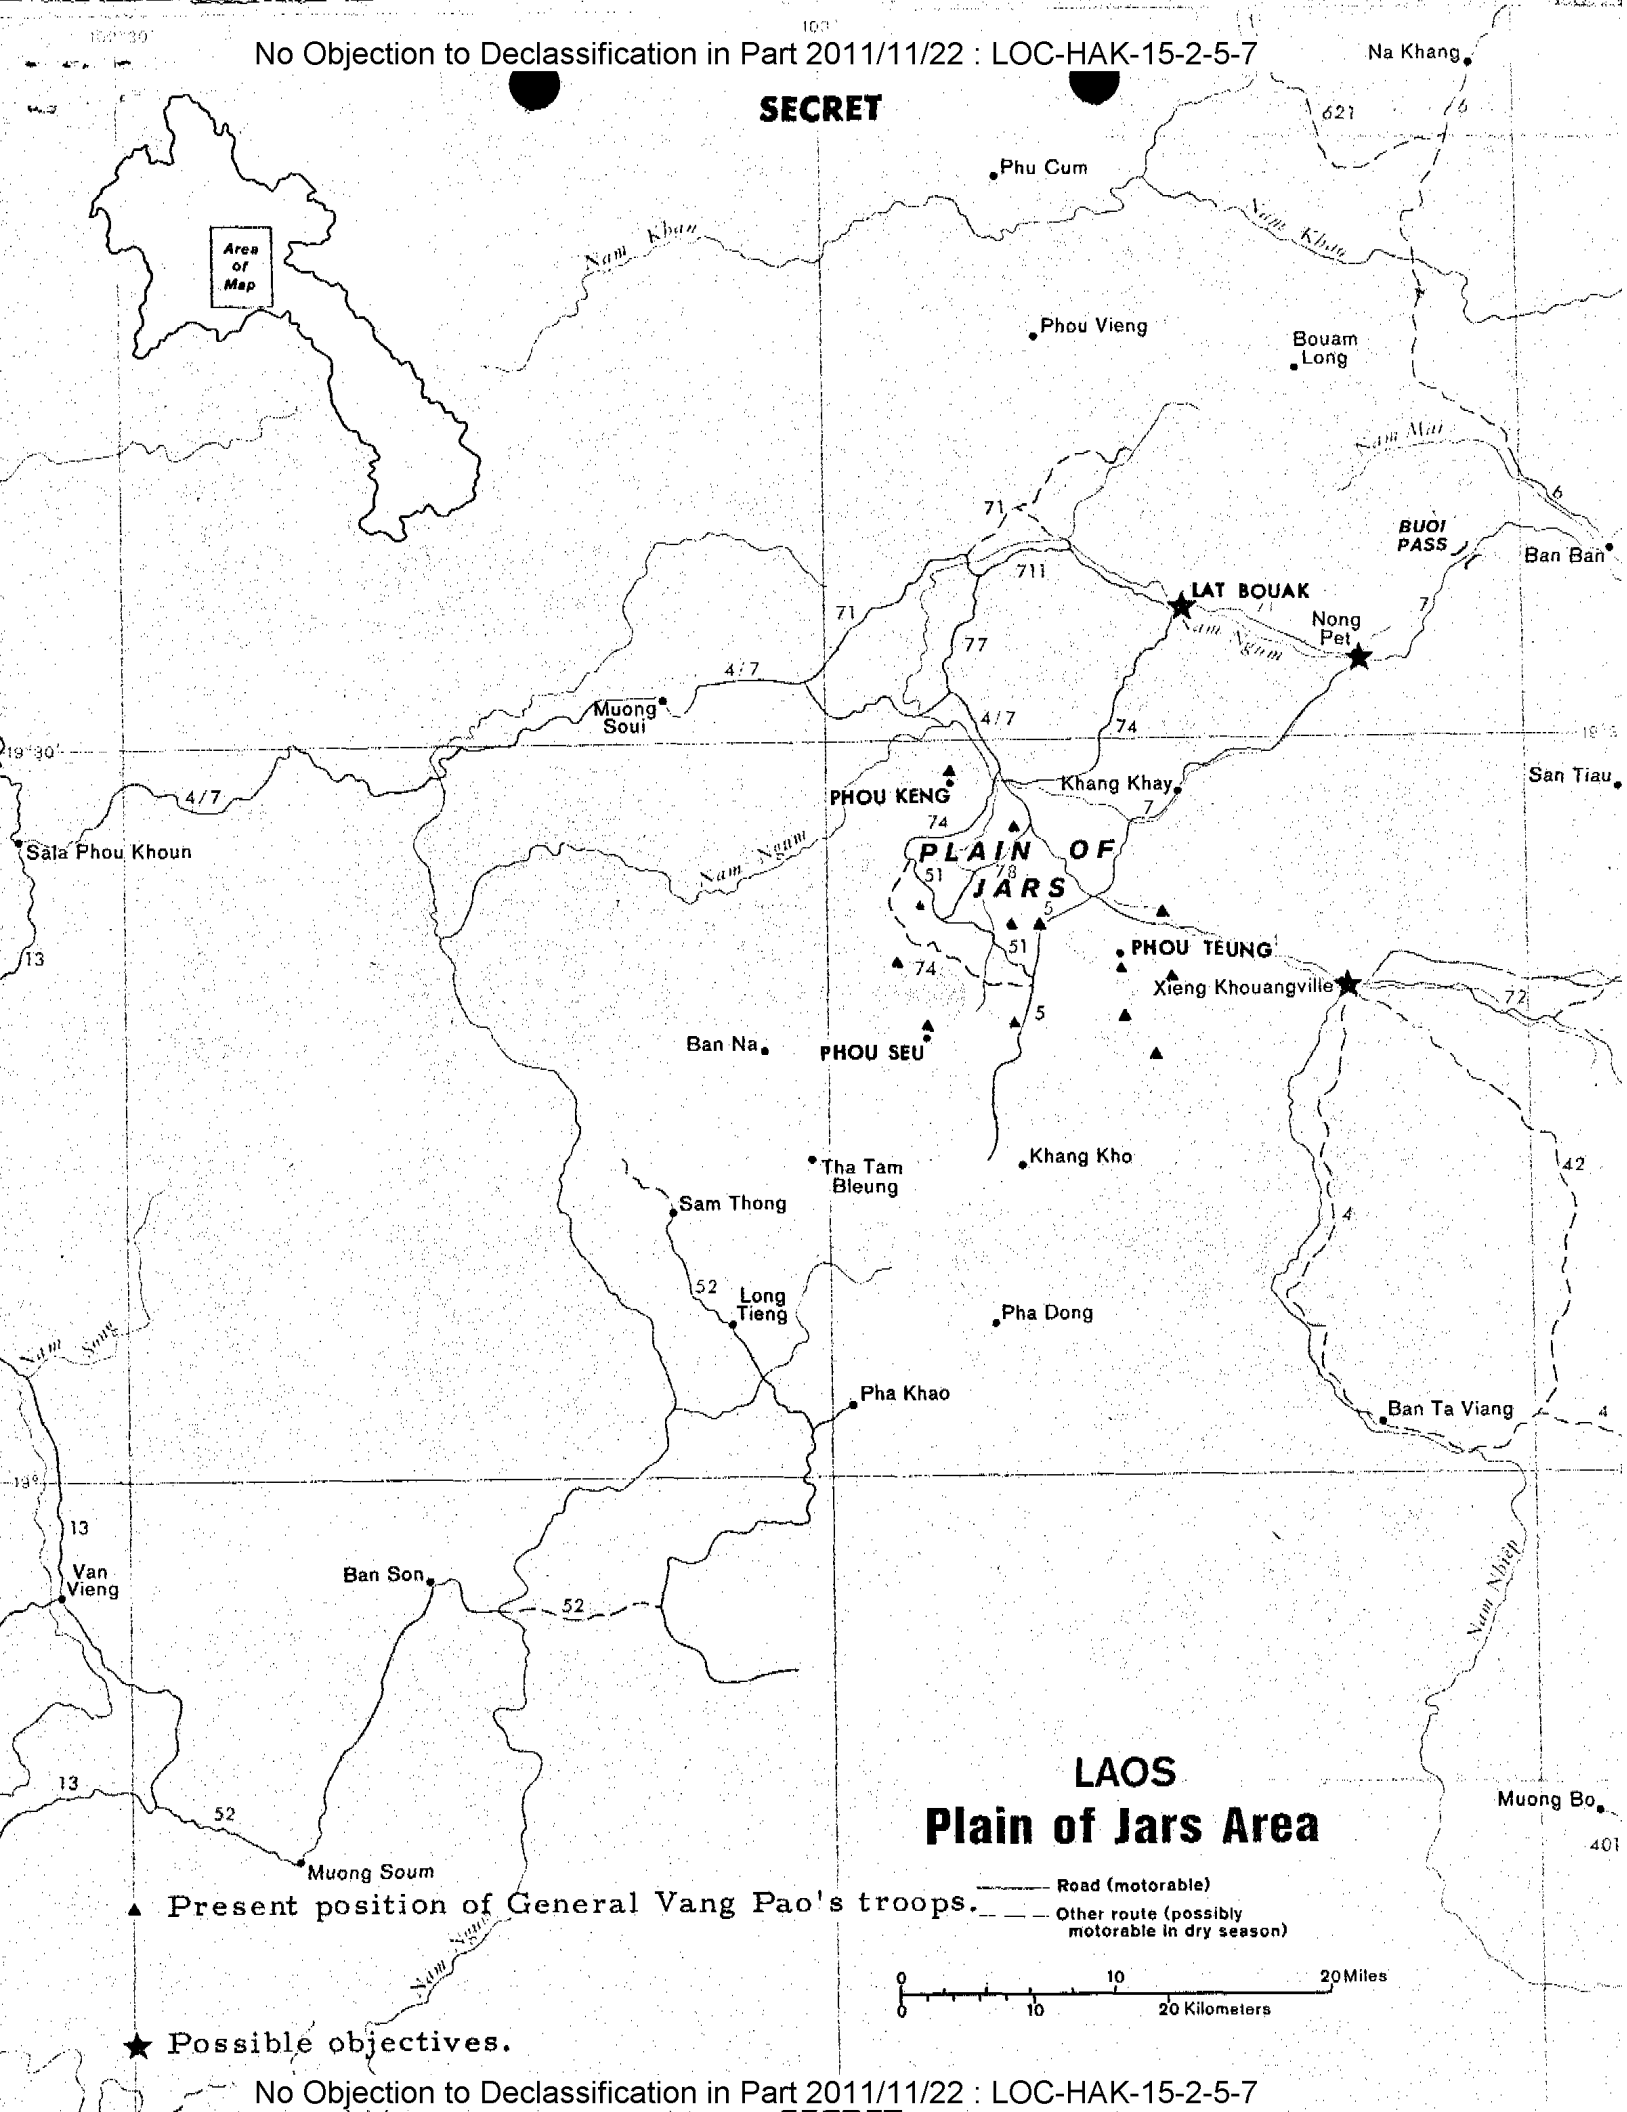 103°
No Objection to Declassification in Part 2011/11/22 : LOC-HAK-15-2-5-7
SECRET
Na Khang
621
6
Phu Cum
Nam Khan
Nam Khan
Area
of
Map
Phou Vieng
Bouam
Long
Nam Mat
6
71
BUOI
PASS
Ban Ban
711
LAT BOUAK
71
7
Nong
Pet
Nam Ngum
77
4/7
Muong
Soui
4/7
74
19°30'
Khang Khay
San Tiau
PHOU KENG
4/7
7
74
Sala Phou Khoun
PLAIN OF
JARS
Nam Ngum
51
78
5
13
51
PHOU TEUNG
74
Xieng Khouangville
72
5
Ban Na
PHOU SEU
Khang Kho
Tha Tam
Bleung
42
Sam Thong
4
52
Long
Tieng
Pha Dong
Nam Song
Pha Khao
Ban Ta Viang
4
19°
13
Van
Vieng
Ban Son
52
Nam Nhiep
LAOS
Plain of Jars Area
13
52
Muong Bo
401
Muong Soum
Road (motorable)
▲ Present position of General Vang Pao's troops.
Other route (possibly
motorable in dry season)
Nam Ngum
0 10 20 Miles
0 10 20 Kilometers
★ Possible objectives.
No Objection to Declassification in Part 2011/11/22 : LOC-HAK-15-2-5-7